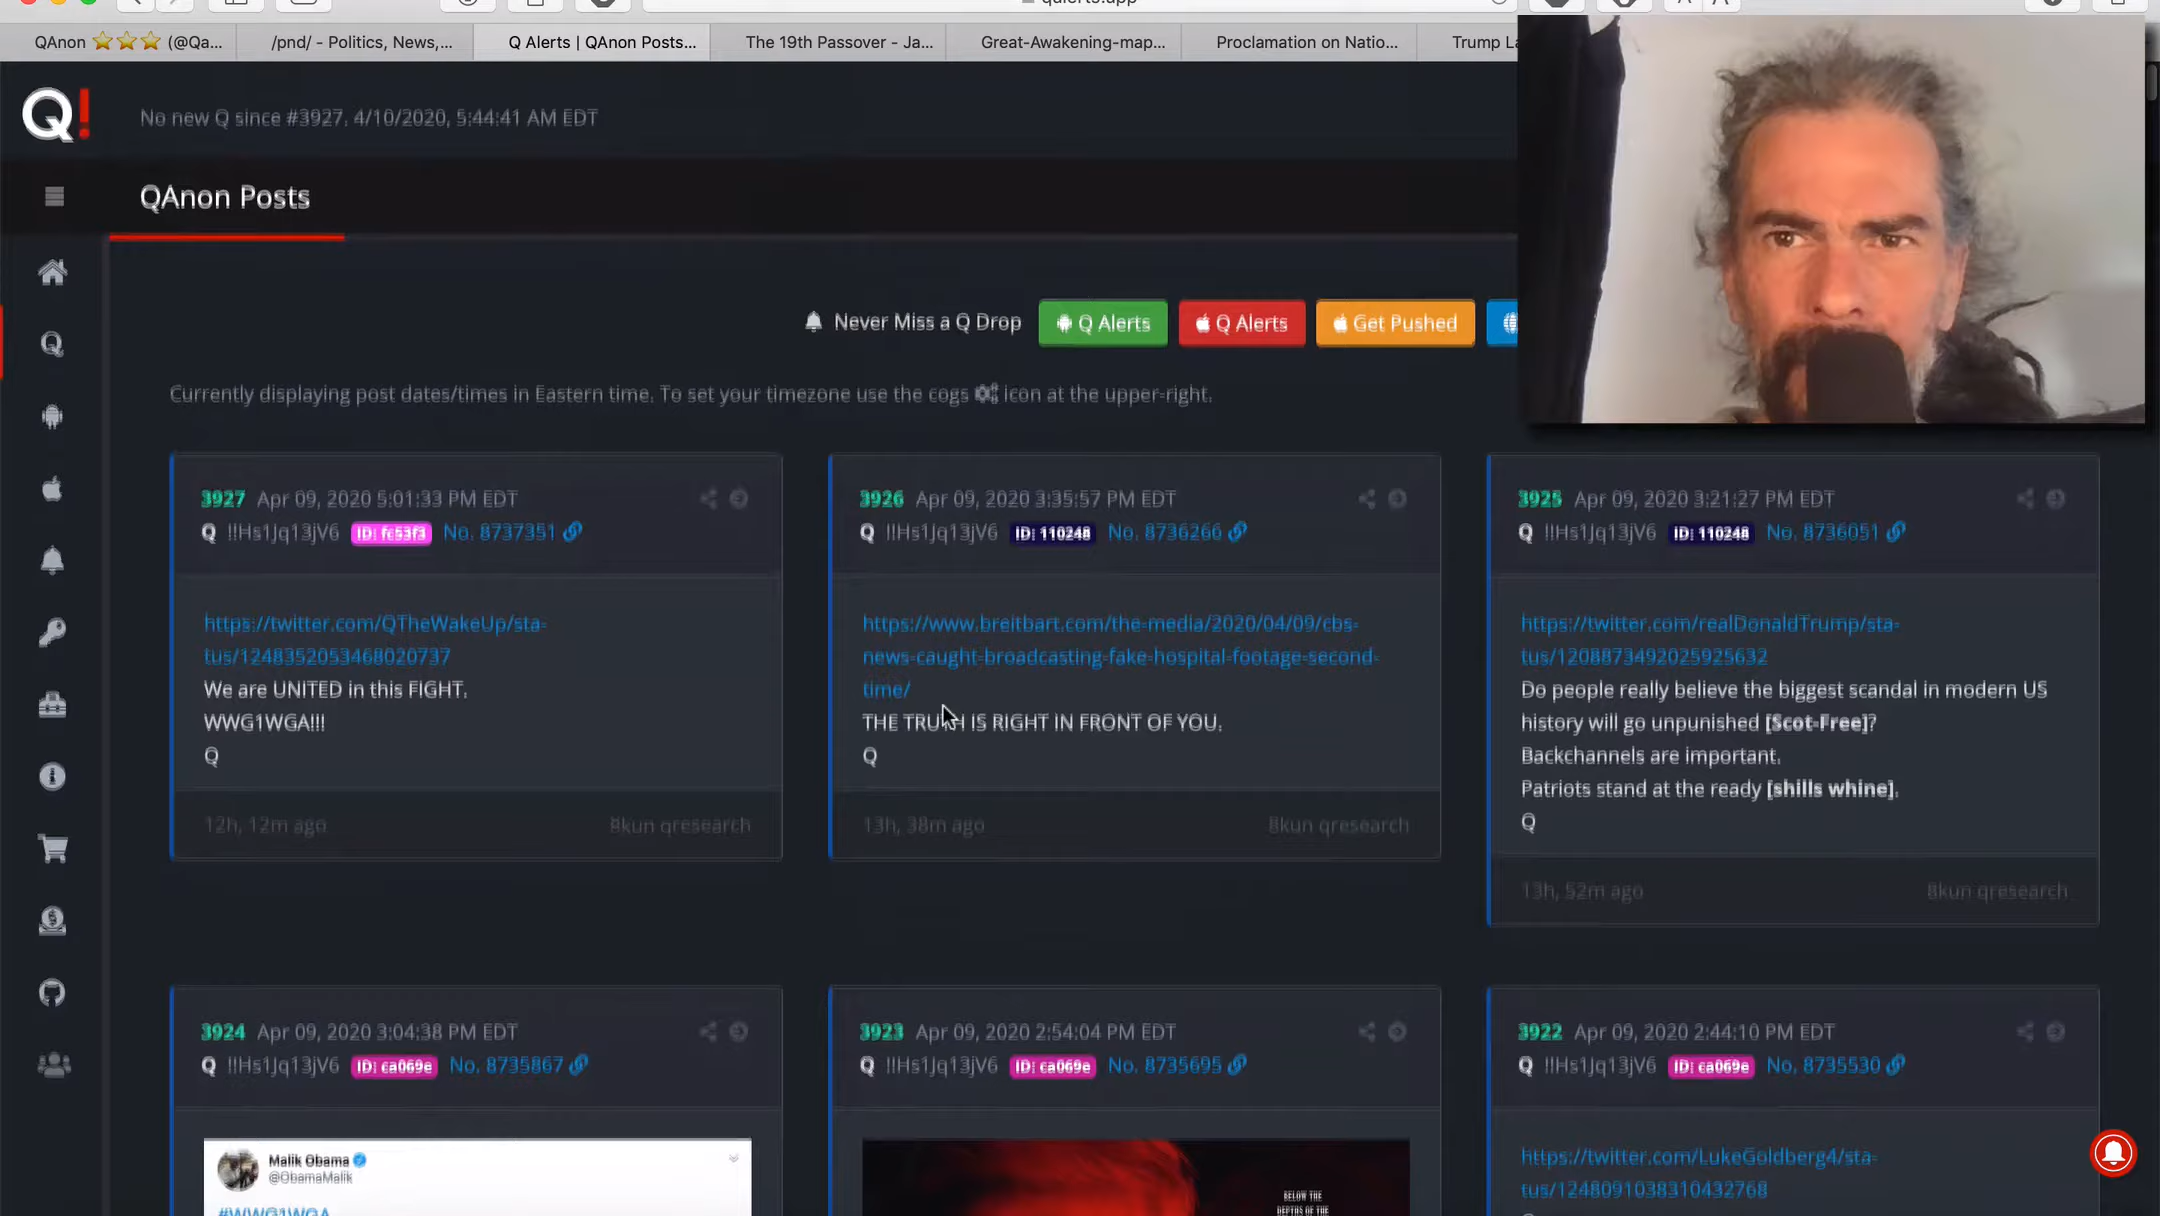 qalerts.app
QAnon ⭐⭐⭐ (@Qa...
/pnd/ - Politics, News,...
Q Alerts | QAnon Posts...
The 19th Passover - Ja...
Great-Awakening-map...
Proclamation on Natio...
Trump La
Q!
No new Q since #3927. 4/10/2020, 5:44:41 AM EDT
QAnon Posts
Never Miss a Q Drop
Q Alerts
Q Alerts
Get Pushed
Currently displaying post dates/times in Eastern time. To set your timezone use the cogs icon at the upper-right.
3927 Apr 09, 2020 5:01:33 PM EDT
Q !!Hs1Jq13jV6 ID: fc53f3 No. 8737351
https://twitter.com/QTheWakeUp/sta-
tus/1248352053468020737
We are UNITED in this FIGHT.
WWG1WGA!!!
Q
12h, 12m ago
8kun qresearch
3926 Apr 09, 2020 3:35:57 PM EDT
Q !!Hs1Jq13jV6 ID: 110248 No. 8736266
https://www.breitbart.com/the-media/2020/04/09/cbs-
news-caught-broadcasting-fake-hospital-footage-second-
time/
THE TRUTH IS RIGHT IN FRONT OF YOU.
Q
13h, 38m ago
8kun qresearch
3925 Apr 09, 2020 3:21:27 PM EDT
Q !!Hs1Jq13jV6 ID: 110248 No. 8736051
https://twitter.com/realDonaldTrump/sta-
tus/1208873492025925632
Do people really believe the biggest scandal in modern US
history will go unpunished [Scot-Free]?
Backchannels are important.
Patriots stand at the ready [shills whine].
Q
13h, 52m ago
8kun qresearch
3924 Apr 09, 2020 3:04:38 PM EDT
Q !!Hs1Jq13jV6 ID: ca069e No. 8735867
Malik Obama
@ObamaMalik
#WWG1WGA
3923 Apr 09, 2020 2:54:04 PM EDT
Q !!Hs1Jq13jV6 ID: ca069e No. 8735695
BELOW THE
DEPTHS OF THE
3922 Apr 09, 2020 2:44:10 PM EDT
Q !!Hs1Jq13jV6 ID: ca069e No. 8735530
https://twitter.com/LukeGoldberg4/sta-
tus/1248091038310432768